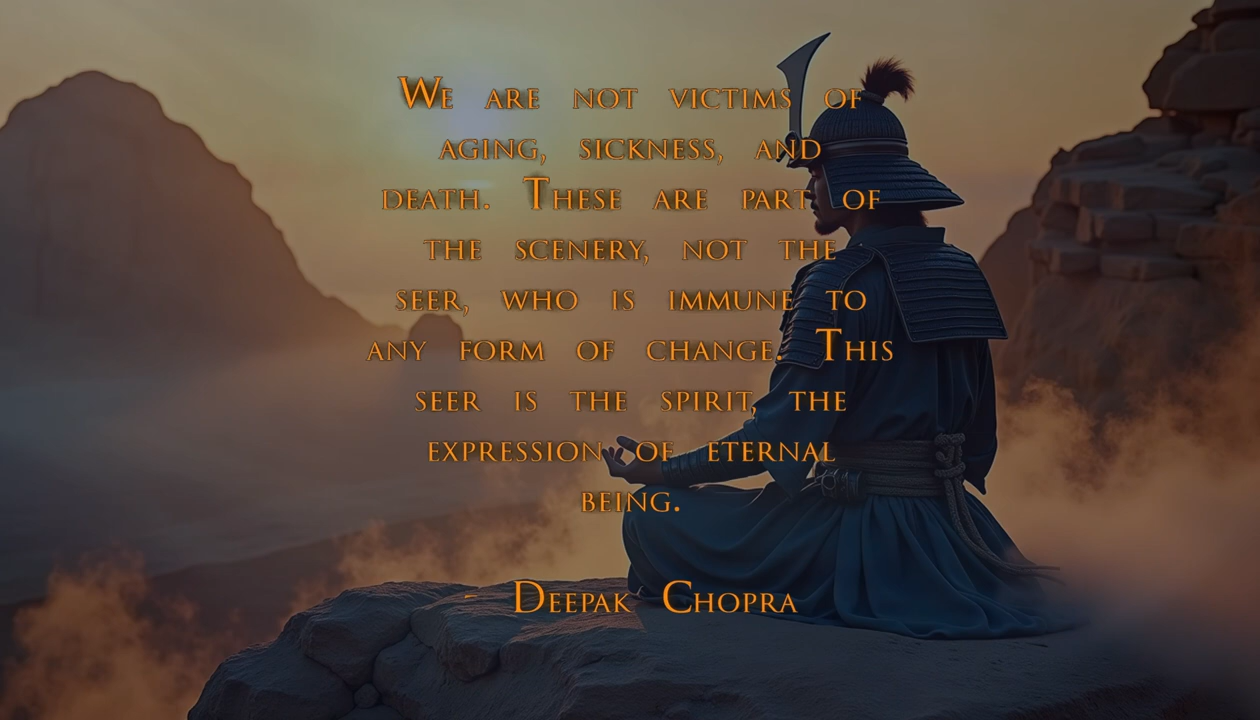 We are not victims of
aging, sickness, and
death. These are part of
the scenery, not the
seer, who is immune to
any form of change. This
seer is the spirit, the
expression of eternal
being.
- Deepak Chopra